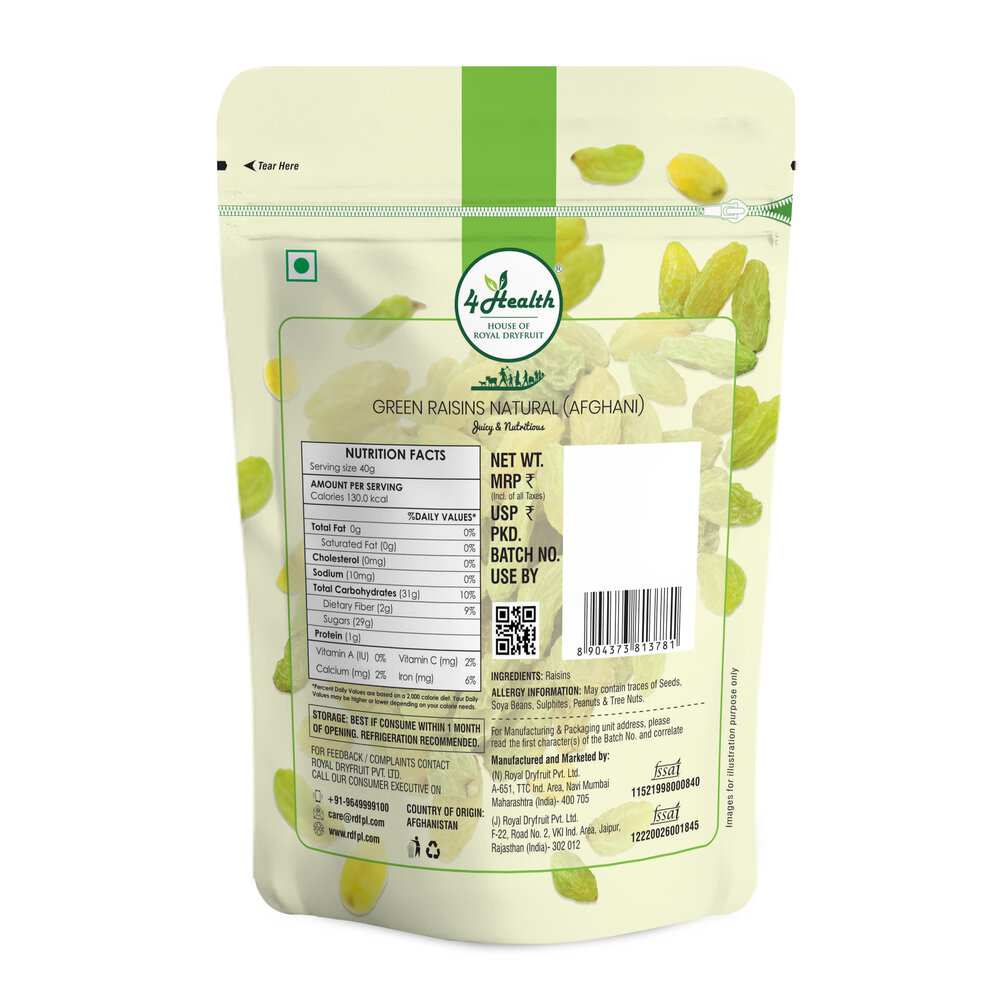 Tear Here
4 Health
®
HOUSE OF
ROYAL DRYFRUIT
GREEN RAISINS NATURAL (AFGHANI)
Juicy & Nutritious
NUTRITION FACTS
Serving size 40g
AMOUNT PER SERVING
Calories 130.0 kcal
%DAILY VALUES*
Total Fat 0g 0%
Saturated Fat (0g) 0%
Cholesterol (0mg) 0%
Sodium (10mg) 0%
Total Carbohydrates (31g) 10%
Dietary Fiber (2g) 9%
Sugars (29g)
Protein (1g)
Vitamin A (IU) 0% Vitamin C (mg) 2%
Calcium (mg) 2% Iron (mg) 6%
*Percent Daily Values are based on a 2,000 calorie diet. Your Daily
Values may be higher or lower depending on your calorie needs.
STORAGE: BEST IF CONSUME WITHIN 1 MONTH
OF OPENING. REFRIGERATION RECOMMENDED.
FOR FEEDBACK / COMPLAINTS CONTACT
ROYAL DRYFRUIT PVT. LTD.
CALL OUR CONSUMER EXECUTIVE ON
+91-9649999100
care@rdfpl.com
www.rdfpl.com
COUNTRY OF ORIGIN:
AFGHANISTAN
NET WT.
MRP ₹
(Incl. of all Taxes)
USP ₹
PKD.
BATCH NO.
USE BY
8 904373 813781
INGREDIENTS: Raisins
ALLERGY INFORMATION: May contain traces of Seeds,
Soya Beans, Sulphites, Peanuts & Tree Nuts.
For Manufacturing & Packaging unit address, please
read the first character(s) of the Batch No. and correlate
Manufactured and Marketed by:
(N) Royal Dryfruit Pvt. Ltd.
A-651, TTC Ind. Area, Navi Mumbai
Maharashtra (India)- 400 705
fssai
11521998000840
(J) Royal Dryfruit Pvt. Ltd.
F-22, Road No. 2, VKI Ind. Area, Jaipur,
Rajasthan (India)- 302 012
fssai
12220026001845
Images for illustration purpose only